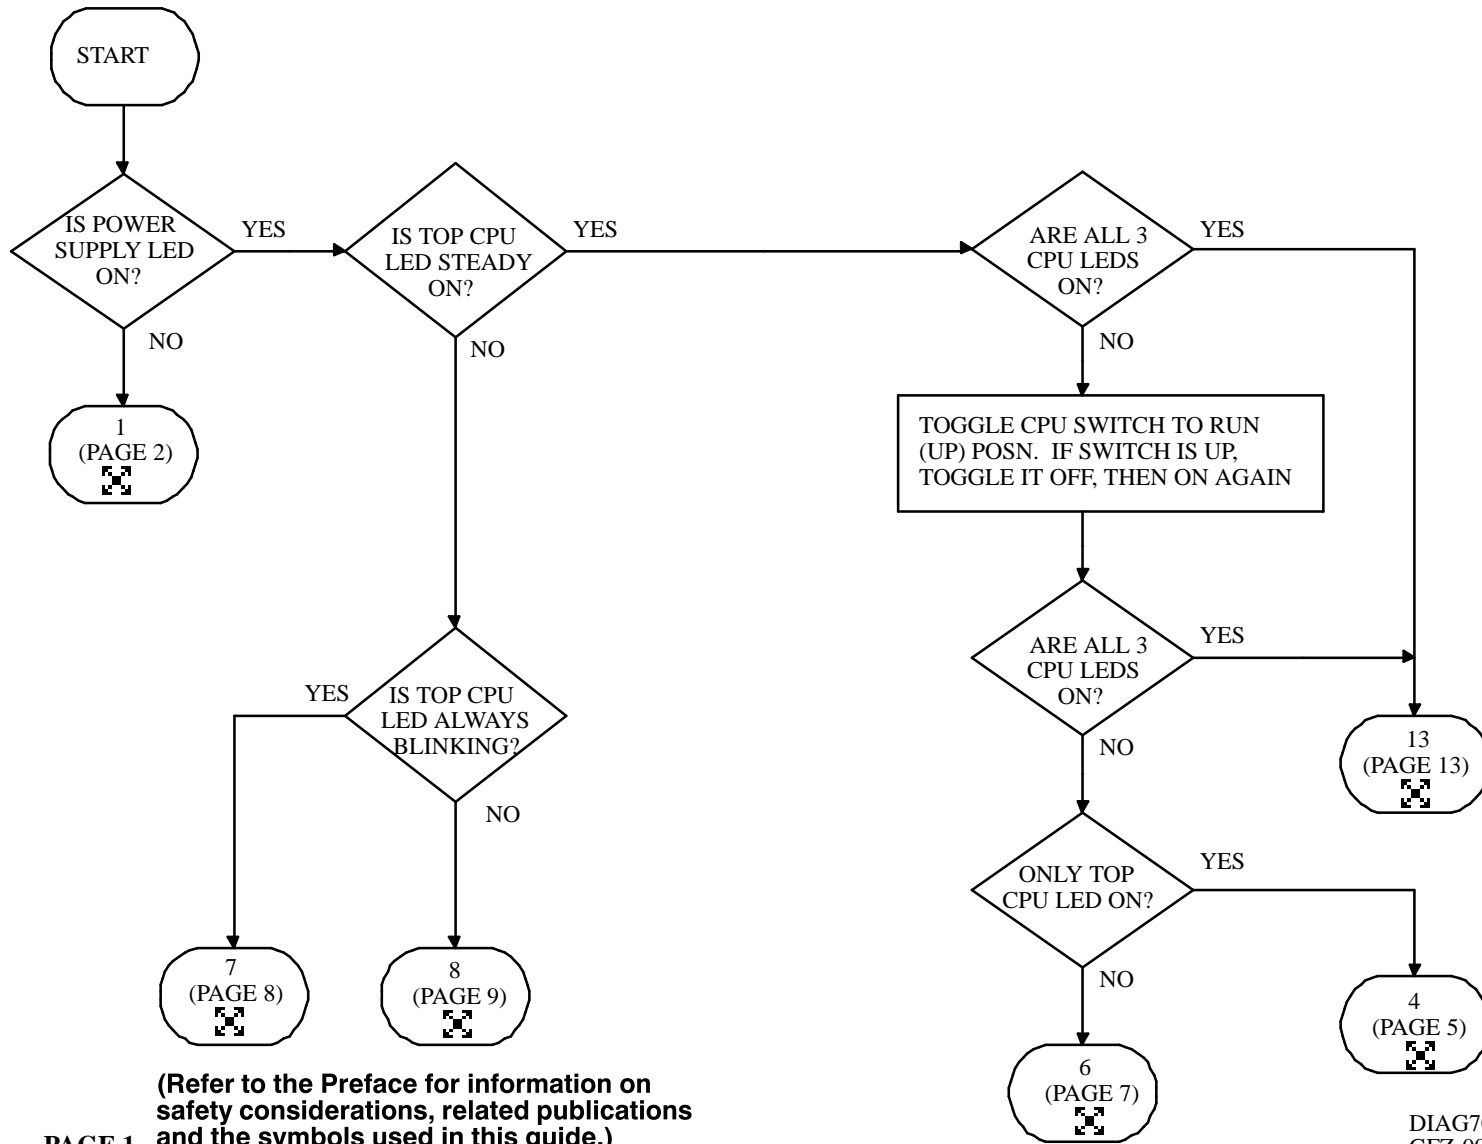 START
IS POWER
SUPPLY LED
ON?
YES
NO
1
(PAGE 2)
IS TOP CPU
LED STEADY
ON?
YES
NO
ARE ALL 3
CPU LEDS
ON?
YES
NO
TOGGLE CPU SWITCH TO RUN
(UP) POSN.  IF SWITCH IS UP,
TOGGLE IT OFF, THEN ON AGAIN
ARE ALL 3
CPU LEDS
ON?
YES
NO
13
(PAGE 13)
IS TOP CPU
LED ALWAYS
BLINKING?
YES
NO
7
(PAGE 8)
8
(PAGE 9)
ONLY TOP
CPU LED ON?
YES
NO
4
(PAGE 5)
6
(PAGE 7)
(Refer to the Preface for information on
safety considerations, related publications
PAGE 1 and the symbols used in this guide.)